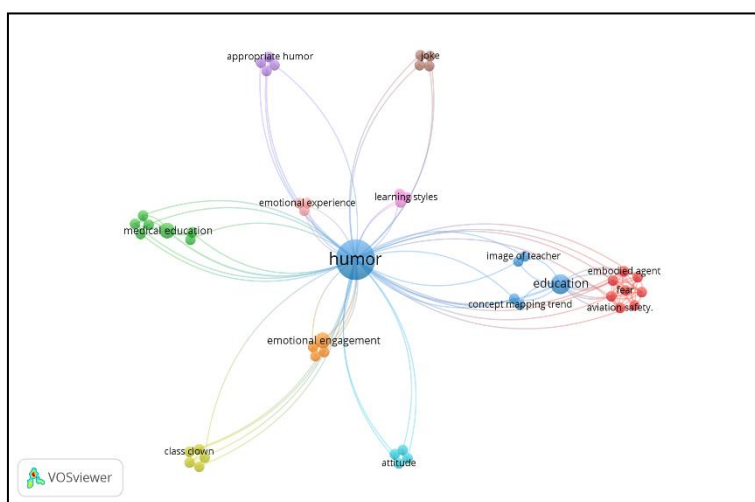 appropriate humor
joke
emotional experience
learning styles
medical education
humor
image of teacher
education
embodied agent
fear
concept mapping trend
aviation safety.
emotional engagement
class clown
attitude
VOSviewer